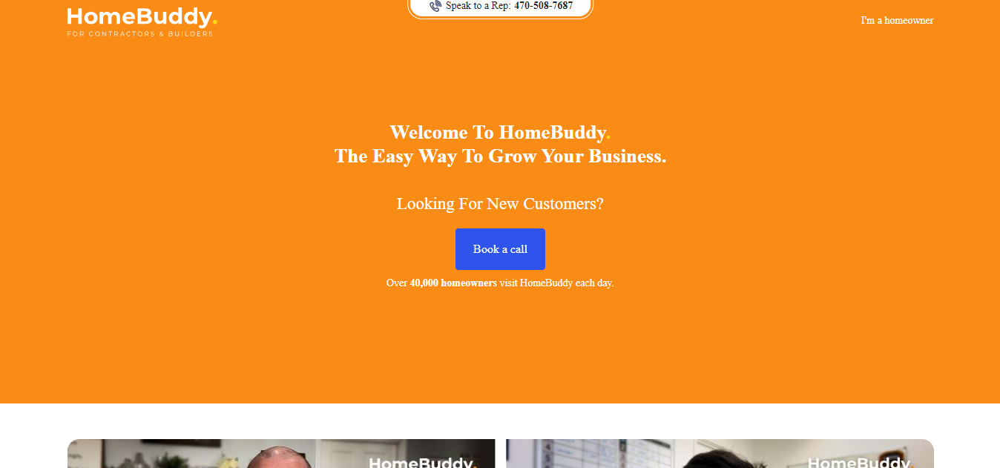 HomeBuddy.
FOR CONTRACTORS & BUILDERS
Speak to a Rep: 470-508-7687
I'm a homeowner
Welcome To HomeBuddy.
The Easy Way To Grow Your Business.
Looking For New Customers?
Book a call
Over 40,000 homeowners visit HomeBuddy each day.
HomeBuddy.
HomeBuddy.